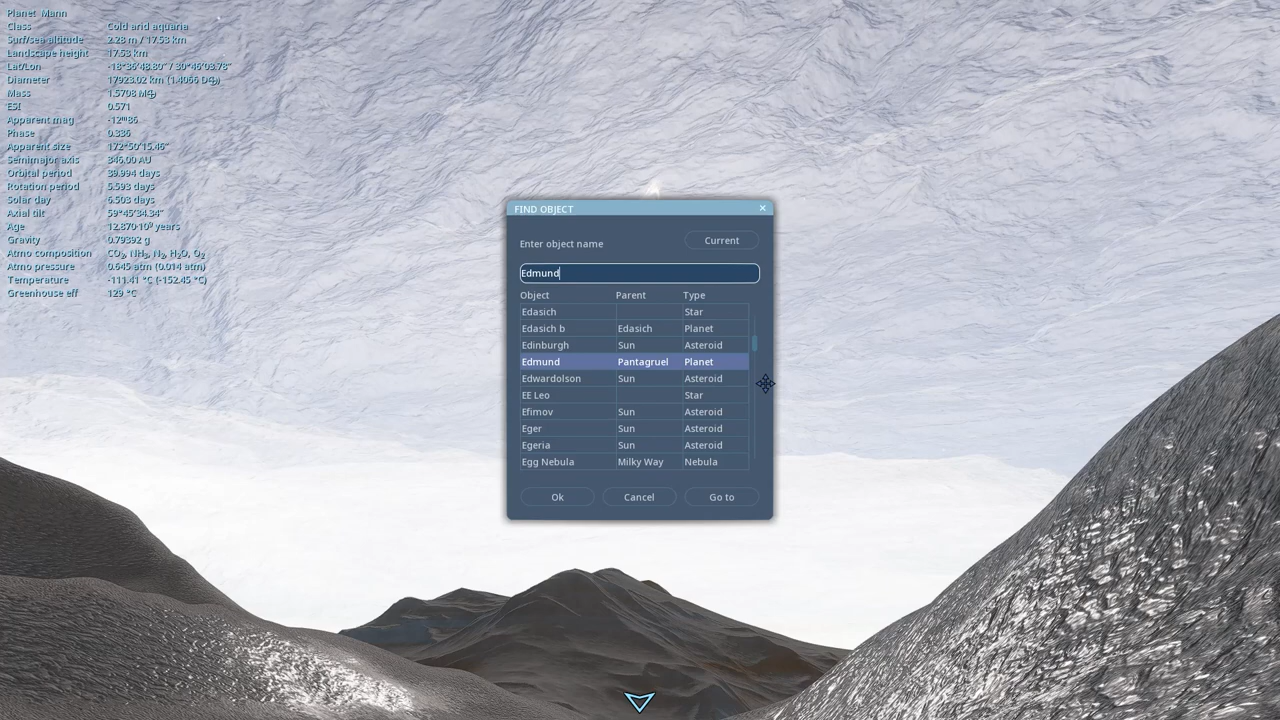 Planet Mann
Class Cold arid aquaria
Surf/sea altitude 2.28 m / 17.53 km
Landscape height 17.53 km
Lat/Lon -18°36'48.80" / 30°46'03.78"
Diameter 17923.02 km (1.4066 D⊕)
Mass 1.5708 M⊕
ESI 0.571
Apparent mag -12ᵐ86
Phase 0.336
Apparent size 172°50'15.46"
Semimajor axis 346.00 AU
Orbital period 39.994 days
Rotation period 5.593 days
Solar day 6.503 days
Axial tilt 59°45'34.34"
Age 12.870·10⁹ years
Gravity 0.79392 g
Atmo composition CO₂, NH₃, N₂, H₂O, O₂
Atmo pressure 0.645 atm (0.014 atm)
Temperature -111.41 °C (-152.45 °C)
Greenhouse eff 129 °C
FIND OBJECT
Enter object name
Current
Edmund
Object Parent Type
Edasich Star
Edasich b Edasich Planet
Edinburgh Sun Asteroid
Edmund Pantagruel Planet
Edwardolson Sun Asteroid
EE Leo Star
Efimov Sun Asteroid
Eger Sun Asteroid
Egeria Sun Asteroid
Egg Nebula Milky Way Nebula
Ok Cancel Go to